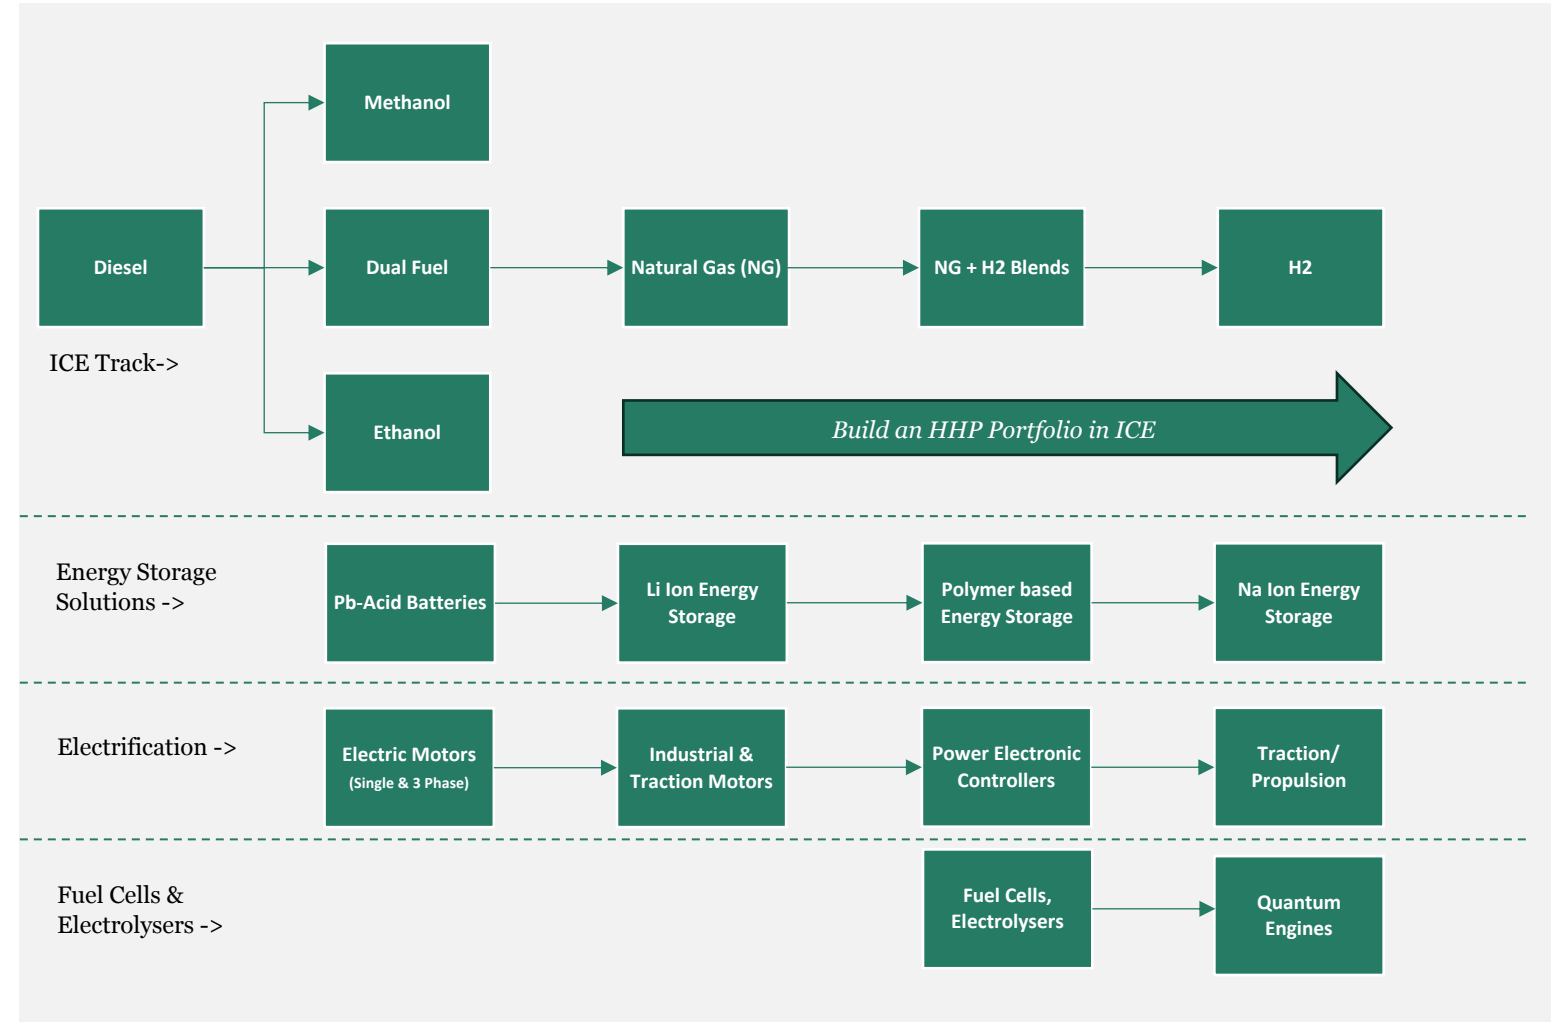 Methanol
Diesel
Dual Fuel
Natural Gas (NG)
NG + H2 Blends
H2
ICE Track->
Ethanol
Build an HHP Portfolio in ICE
Energy Storage
Solutions ->
Pb-Acid Batteries
Li Ion Energy
Storage
Polymer based
Energy Storage
Na Ion Energy
Storage
Electrification ->
Electric Motors
(Single & 3 Phase)
Industrial &
Traction Motors
Power Electronic
Controllers
Traction/
Propulsion
Fuel Cells &
Electrolysers ->
Fuel Cells,
Electrolysers
Quantum
Engines